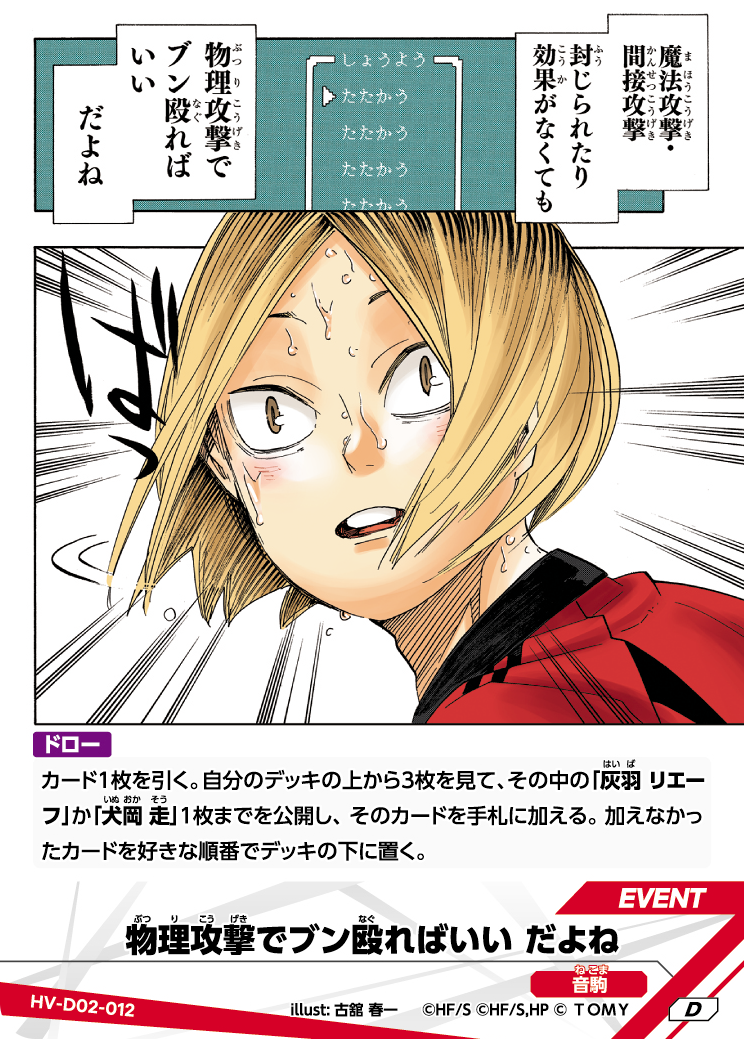 魔法攻撃・
間接攻撃
封じられたり
効果がなくても
しょうよう
たたかう
たたかう
たたかう
たたかう
物理攻撃で
ブン殴れば
いい
だよね
ばっ
ドロー
カード1枚を引く。自分のデッキの上から3枚を見て、その中の「灰羽 リエー
フ」か「犬岡 走」1枚までを公開し、そのカードを手札に加える。加えなかっ
たカードを好きな順番でデッキの下に置く。
EVENT
物理攻撃でブン殴ればいい だよね
音駒
HV-D02-012
illust: 古舘 春一 ©HF/S ©HF/S,HP © TOMY
D